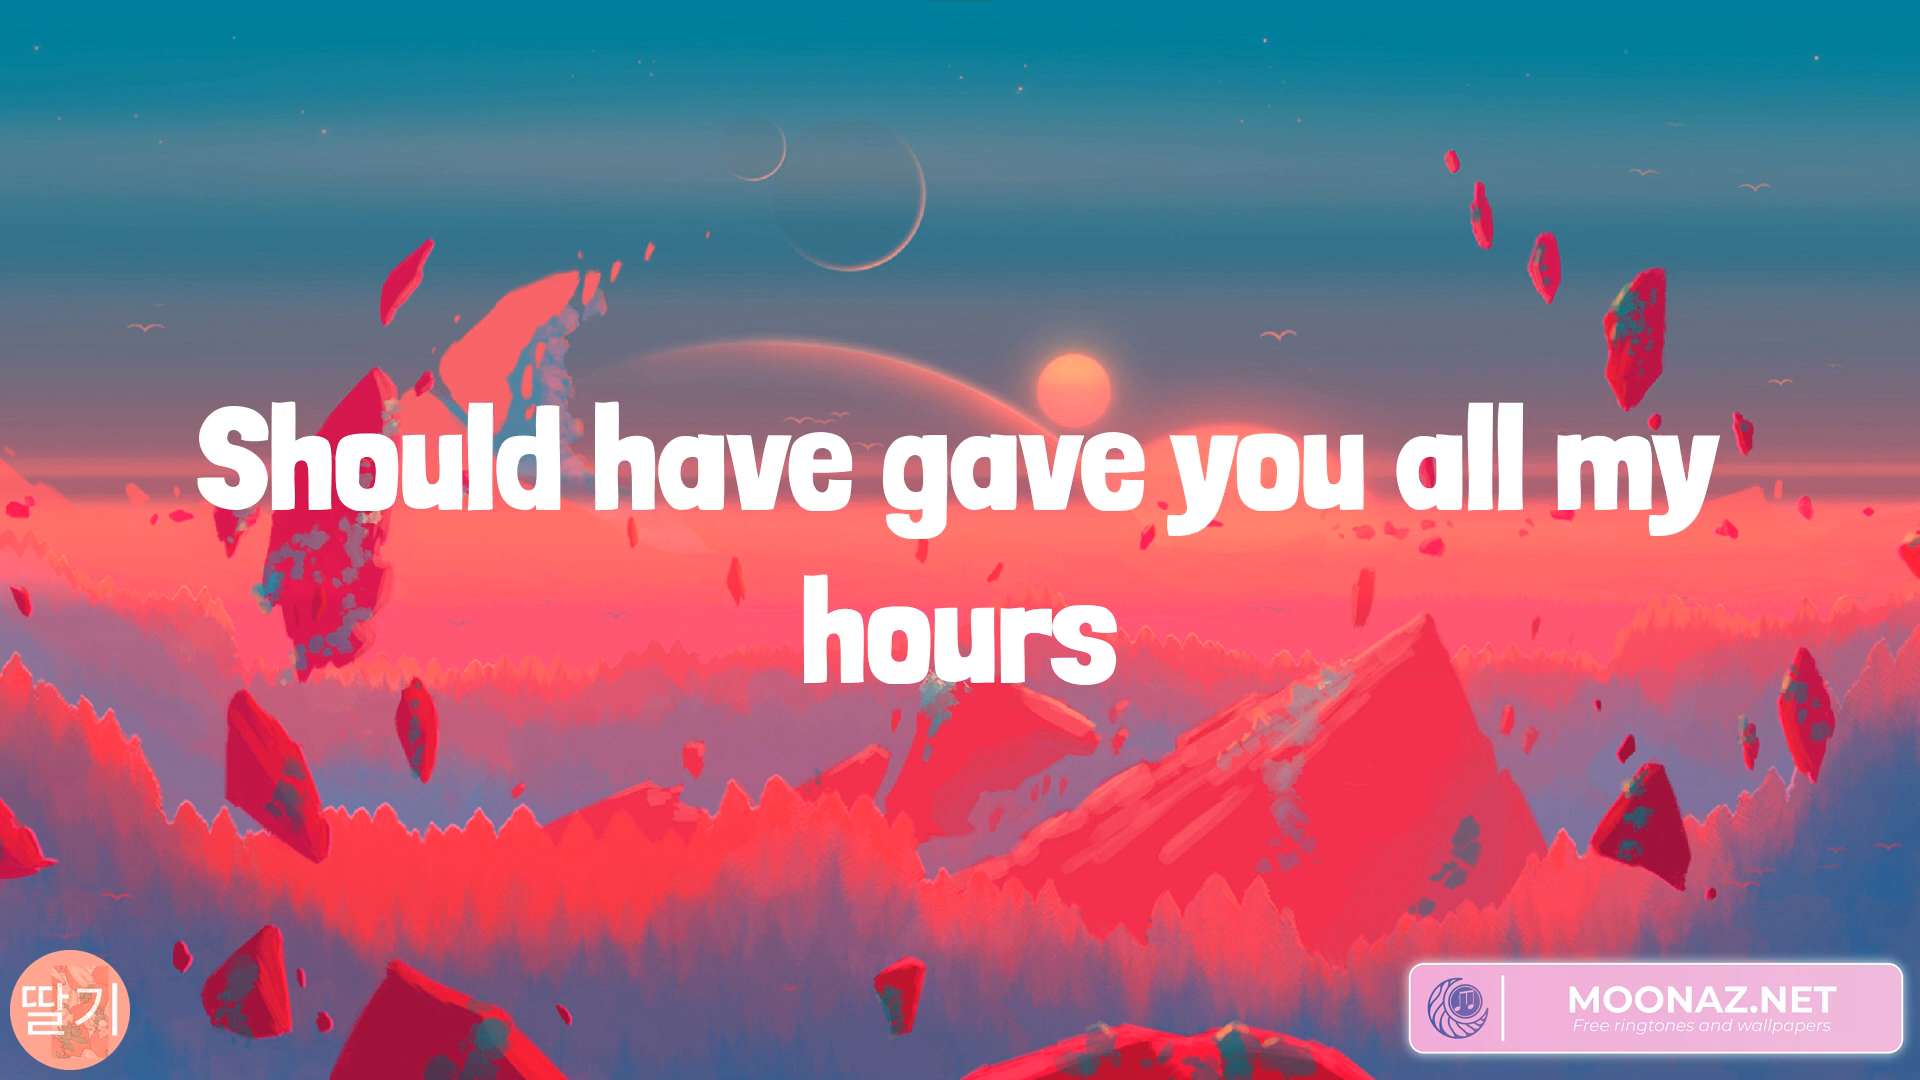 Should have gave you all my
hours
딸기
MOONAZ.NET
Free ringtones and wallpapers